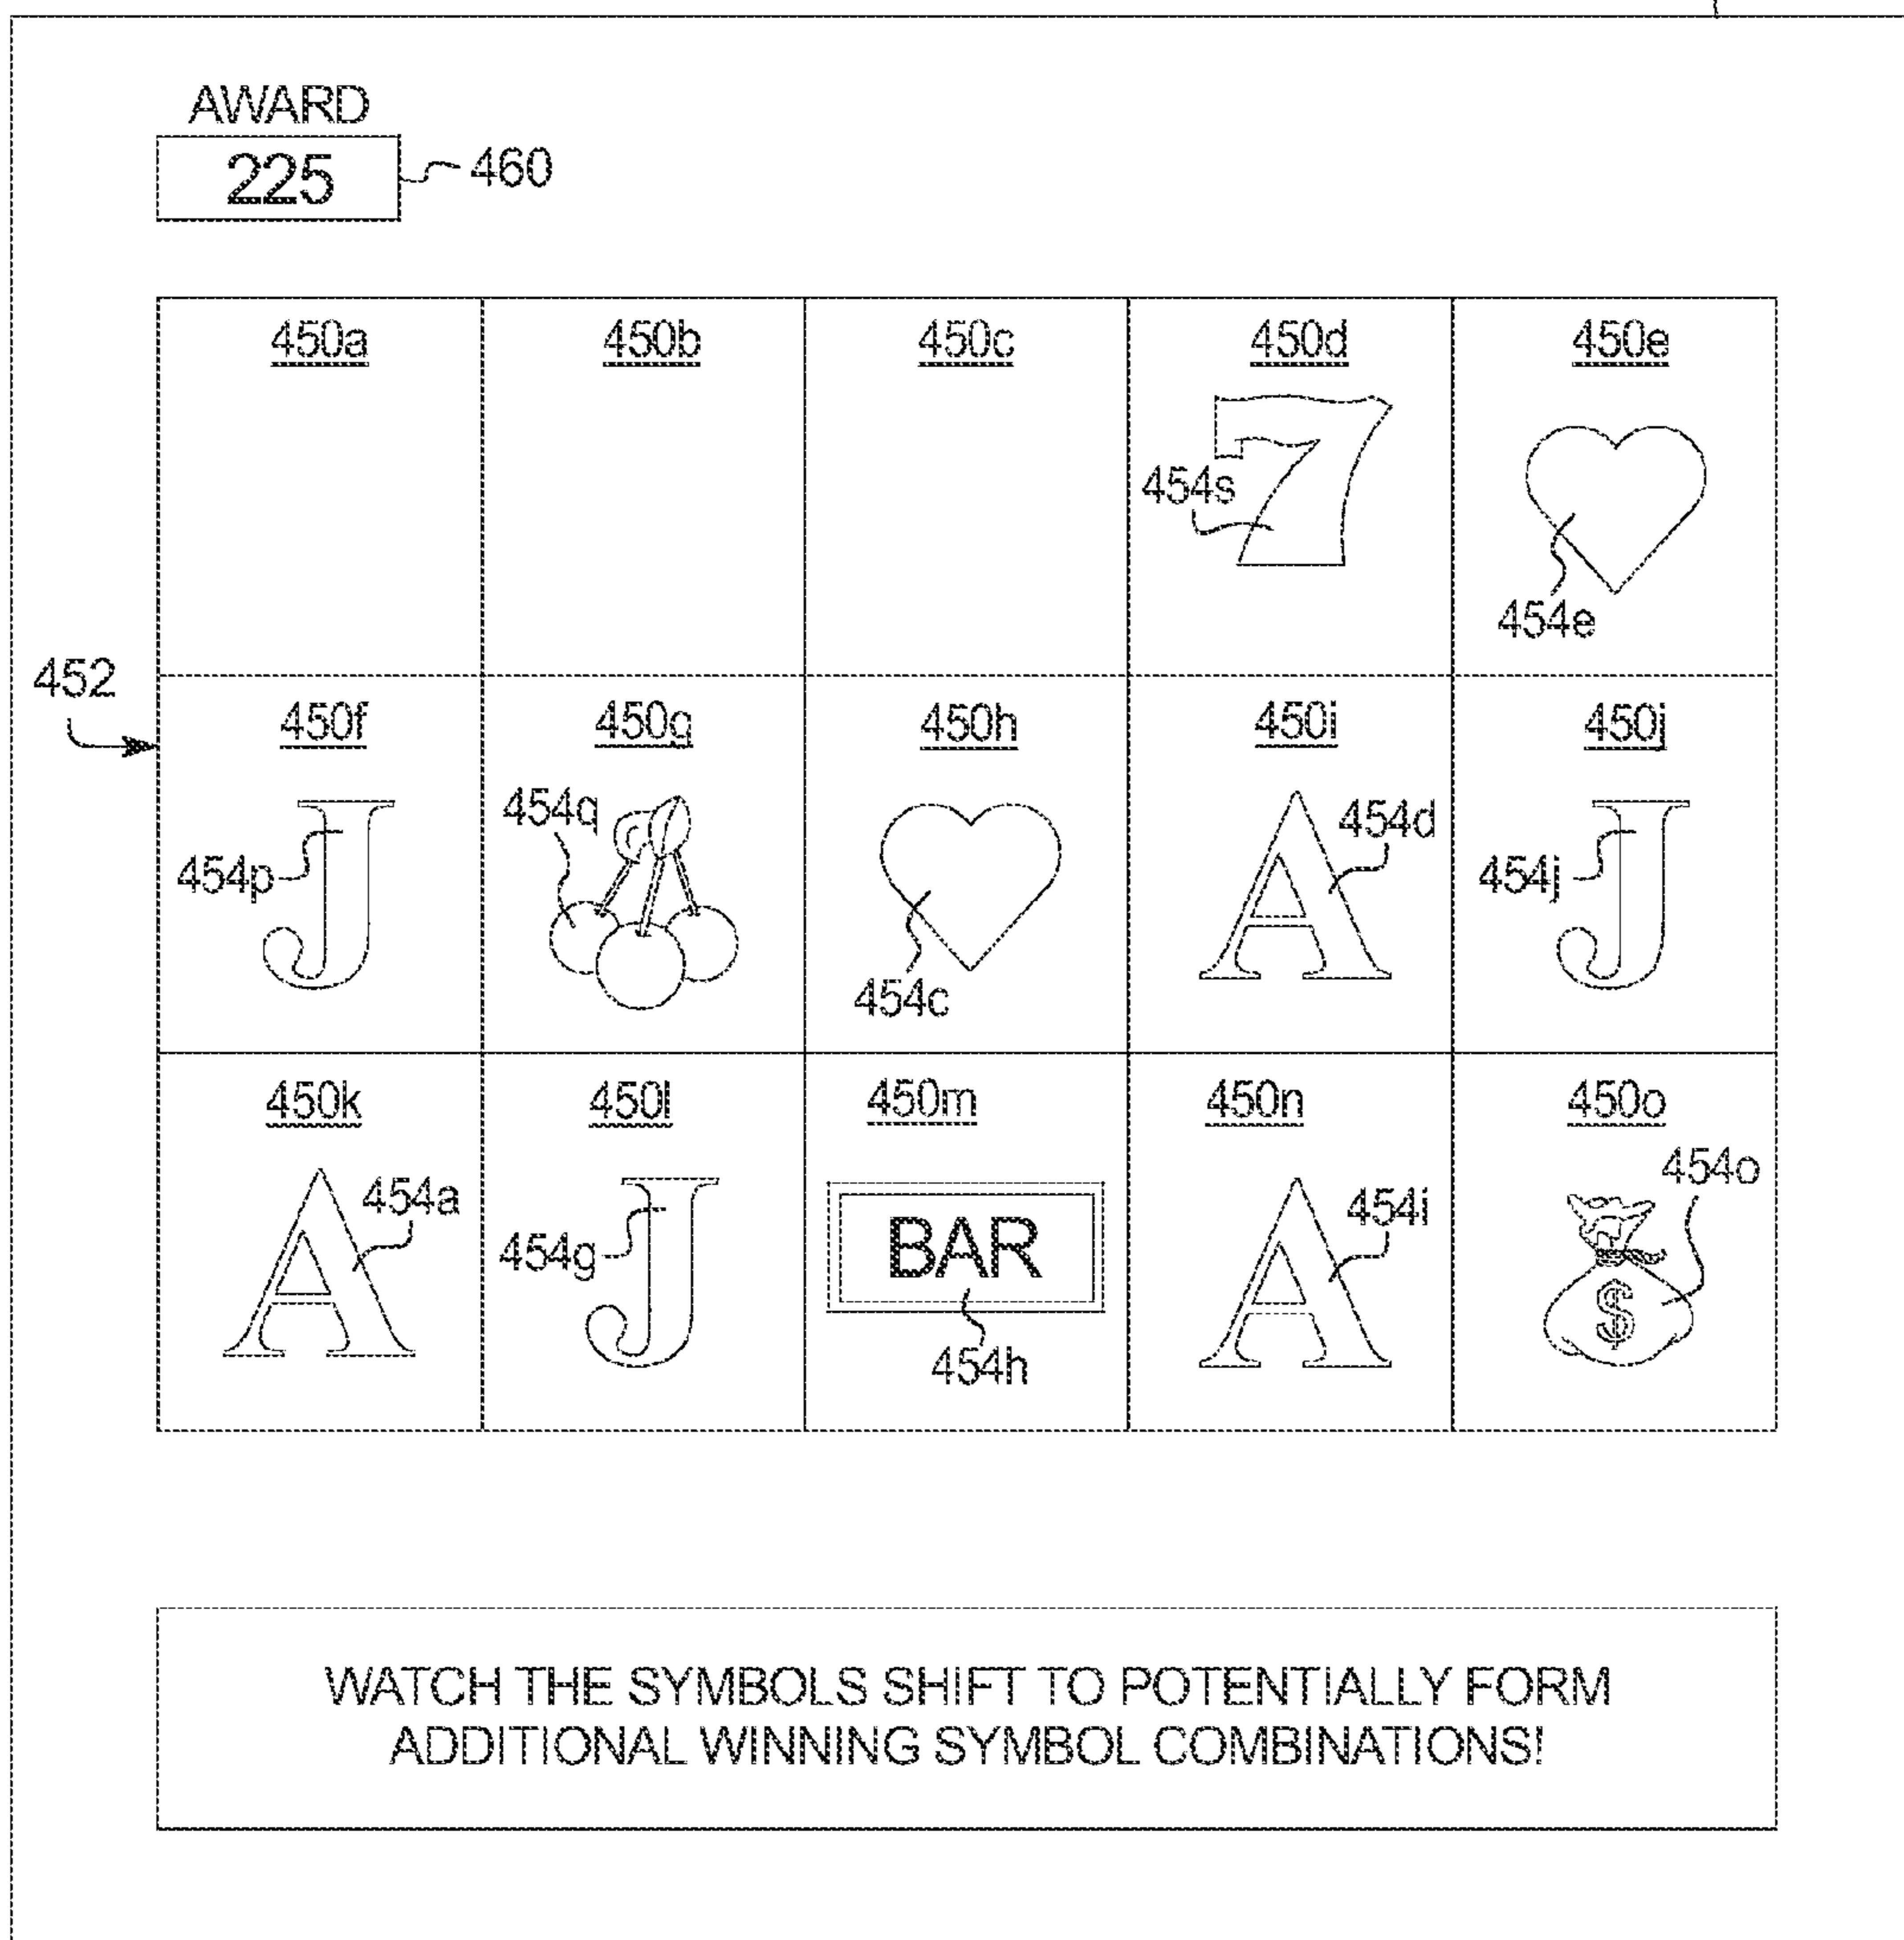 AWARD
225 460
450a 450b 450c 450d 450e
7
454s
454e
452
450f 450g 450h 450i 450j
J A J
454q 454d
454p 454j
454c
450k 450l 450m 450n 450o
454o
A 454a J BAR A 454i
454g
$
454h
WATCH THE SYMBOLS SHIFT TO POTENTIALLY FORM
ADDITIONAL WINNING SYMBOL COMBINATIONS!